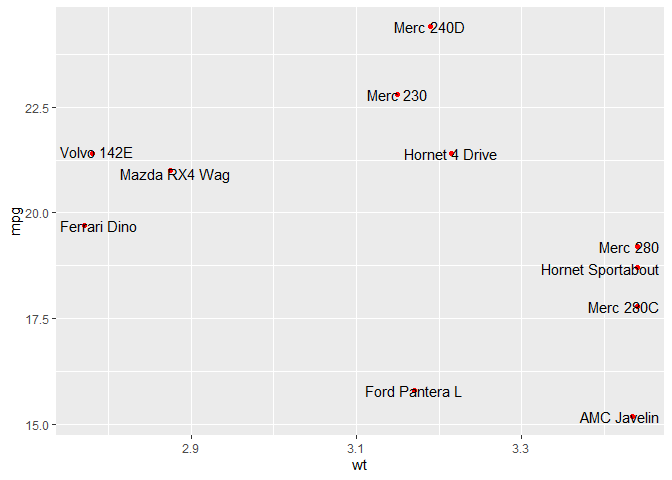 Merc 240D
Merc 230
22.5
Volvo 142E
Hornet 4 Drive
Mazda RX4 Wag
20.0
mpg
Ferrari Dino
Merc 280
Hornet Sportabout
17.5
Merc 280C
Ford Pantera L
15.0
AMC Javelin
2.9 3.1 3.3
wt